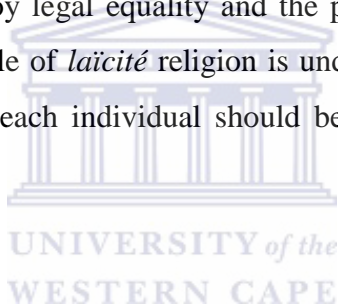 by legal equality and the p
le of laïcité religion is und
each individual should be
UNIVERSITY of the
WESTERN CAPE